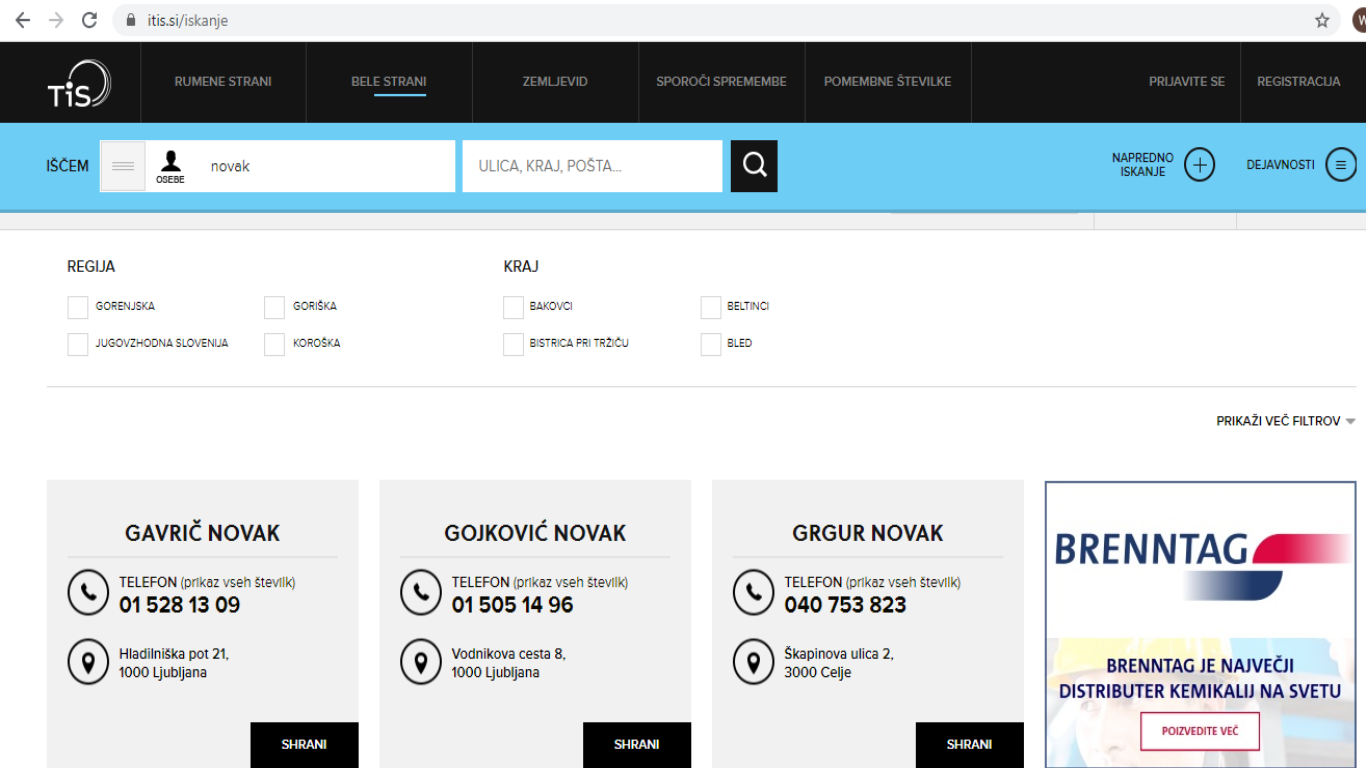 itis.si/iskanje
W
TiS
RUMENE STRANI
BELE STRANI
ZEMLJEVID
SPOROČI SPREMEMBE
POMEMBNE ŠTEVILKE
PRIJAVITE SE
REGISTRACIJA
IŠČEM
OSEBE
novak
ULICA, KRAJ, POŠTA...
NAPREDNO
ISKANJE
DEJAVNOSTI
REGIJA
KRAJ
GORENJSKA
GORIŠKA
BAKOVCI
BELTINCI
JUGOVZHODNA SLOVENIJA
KOROŠKA
BISTRICA PRI TRŽIČU
BLED
PRIKAŽI VEČ FILTROV
GAVRIČ NOVAK
TELEFON (prikaz vseh številk)
01 528 13 09
Hladilniška pot 21,
1000 Ljubljana
SHRANI
GOJKOVIĆ NOVAK
TELEFON (prikaz vseh številk)
01 505 14 96
Vodnikova cesta 8,
1000 Ljubljana
SHRANI
GRGUR NOVAK
TELEFON (prikaz vseh številk)
040 753 823
Škapinova ulica 2,
3000 Celje
SHRANI
BRENNTAG
BRENNTAG JE NAJVEČJI
DISTRIBUTER KEMIKALIJ NA SVETU
POIZVEDITE VEČ